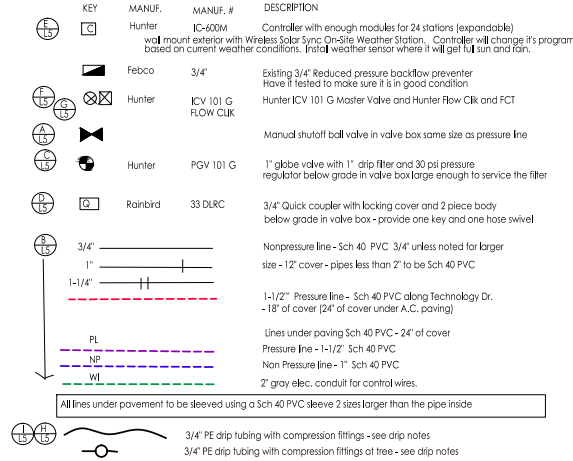 KEY MANUF. MANUF. # DESCRIPTION
E L5 C Hunter IC-600M Controller with enough modules for 24 stations (expandable)
wall mount exterior with Wireless Solar Sync On-Site Weather Station. Controller will change it's program
based on current weather conditions. Install weather sensor where it will get full sun and rain.
Febco 3/4" Existing 3/4" Reduced pressure backflow preventer
Have it tested to make sure it is in good condition
F L5 G L5 Hunter ICV 101 G Hunter ICV 101 G Master Valve and Hunter Flow Clik and FCT
FLOW CLIK
A L5 Manual shutoff ball valve in valve box same size as pressure line
C L5 Hunter PGV 101 G 1" globe valve with 1" drip filter and 30 psi pressure
regulator below grade in valve box large enough to service the filter
D L5 Q Rainbird 33 DLRC 3/4" Quick coupler with locking cover and 2 piece body
below grade in valve box - provide one key and one hose swivel
B L5 3/4" Nonpressure line - Sch 40 PVC 3/4" unless noted for larger
1" size - 12" cover - pipes less than 2" to be Sch 40 PVC
1-1/4"
1-1/2"" Pressure line - Sch 40 PVC along Technology Dr.
- 18" of cover (24" of cover under A.C. paving)
Lines under paving Sch 40 PVC - 24" of cover
PL Pressure line - 1-1/2" Sch 40 PVC
NP Non Pressure line - 1" Sch 40 PVC
WI 2" gray elec. conduit for control wires.
All lines under pavement to be sleeved using a Sch 40 PVC sleeve 2 sizes larger than the pipe inside
I L5 H L5 3/4" PE drip tubing with compression fittings - see drip notes
3/4" PE drip tubing with compression fittings at tree - see drip notes